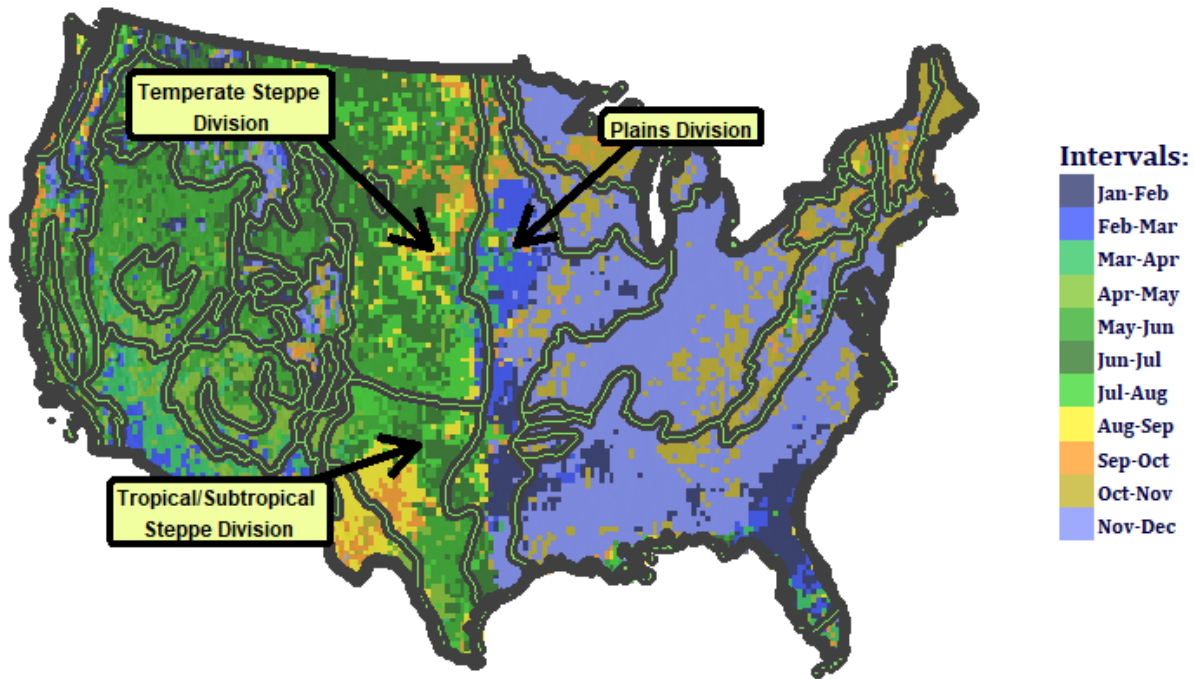 Temperate Steppe
Division
Plains Division
Tropical/Subtropical
Steppe Division
Intervals:
Jan-Feb
Feb-Mar
Mar-Apr
Apr-May
May-Jun
Jun-Jul
Jul-Aug
Aug-Sep
Sep-Oct
Oct-Nov
Nov-Dec